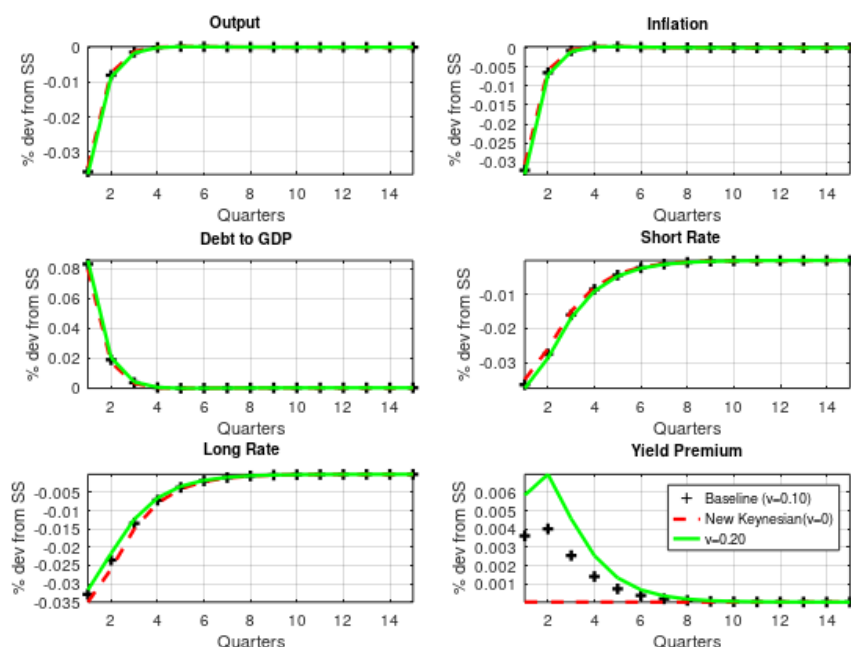 Output
% dev from SS
0
-0.01
-0.02
-0.03
2 4 6 8 10 12 14
Quarters
Inflation
% dev from SS
0
-0.005
-0.01
-0.015
-0.02
-0.025
-0.03
2 4 6 8 10 12 14
Quarters
Debt to GDP
% dev from SS
0.08
0.06
0.04
0.02
0
2 4 6 8 10 12 14
Quarters
Short Rate
% dev from SS
-0.01
-0.02
-0.03
2 4 6 8 10 12 14
Quarters
Long Rate
% dev from SS
-0.005
-0.01
-0.015
-0.02
-0.025
-0.03
-0.035
2 4 6 8 10 12 14
Quarters
Yield Premium
% dev from SS
0.006
0.005
0.004
0.003
0.002
0.001
Baseline (v=0.10)
New Keynesian(v=0)
v=0.20
2 4 6 8 10 12 14
Quarters